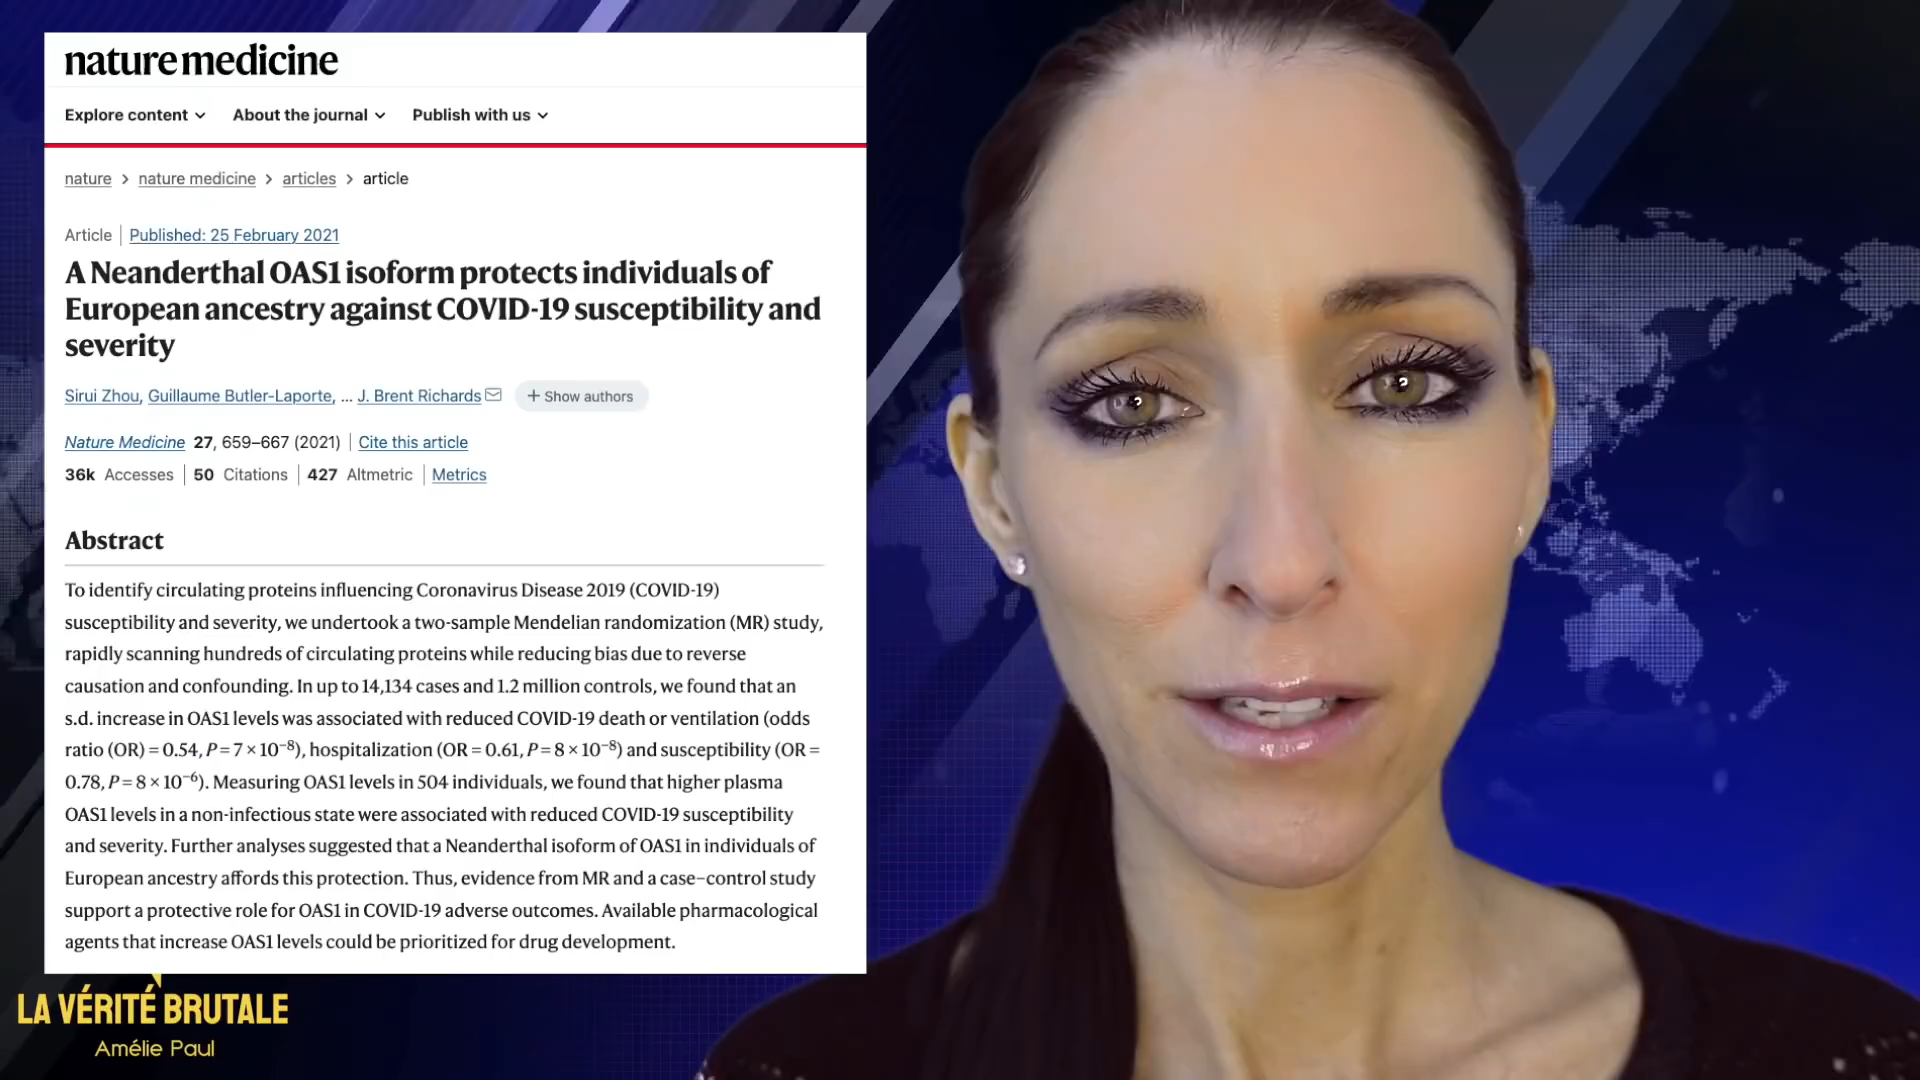 nature medicine
Explore content About the journal Publish with us
nature > nature medicine > articles > article
Article | Published: 25 February 2021
A Neanderthal OAS1 isoform protects individuals of
European ancestry against COVID-19 susceptibility and
severity
Sirui Zhou, Guillaume Butler-Laporte, ... J. Brent Richards + Show authors
Nature Medicine 27, 659–667 (2021) | Cite this article
36k Accesses | 50 Citations | 427 Altmetric | Metrics
Abstract
To identify circulating proteins influencing Coronavirus Disease 2019 (COVID-19)
susceptibility and severity, we undertook a two-sample Mendelian randomization (MR) study,
rapidly scanning hundreds of circulating proteins while reducing bias due to reverse
causation and confounding. In up to 14,134 cases and 1.2 million controls, we found that an
s.d. increase in OAS1 levels was associated with reduced COVID-19 death or ventilation (odds
ratio (OR) = 0.54, P = 7 × 10⁻⁸), hospitalization (OR = 0.61, P = 8 × 10⁻⁸) and susceptibility (OR =
0.78, P = 8 × 10⁻⁶). Measuring OAS1 levels in 504 individuals, we found that higher plasma
OAS1 levels in a non-infectious state were associated with reduced COVID-19 susceptibility
and severity. Further analyses suggested that a Neanderthal isoform of OAS1 in individuals of
European ancestry affords this protection. Thus, evidence from MR and a case–control study
support a protective role for OAS1 in COVID-19 adverse outcomes. Available pharmacological
agents that increase OAS1 levels could be prioritized for drug development.
LA VÉRITÉ BRUTALE
Amélie Paul